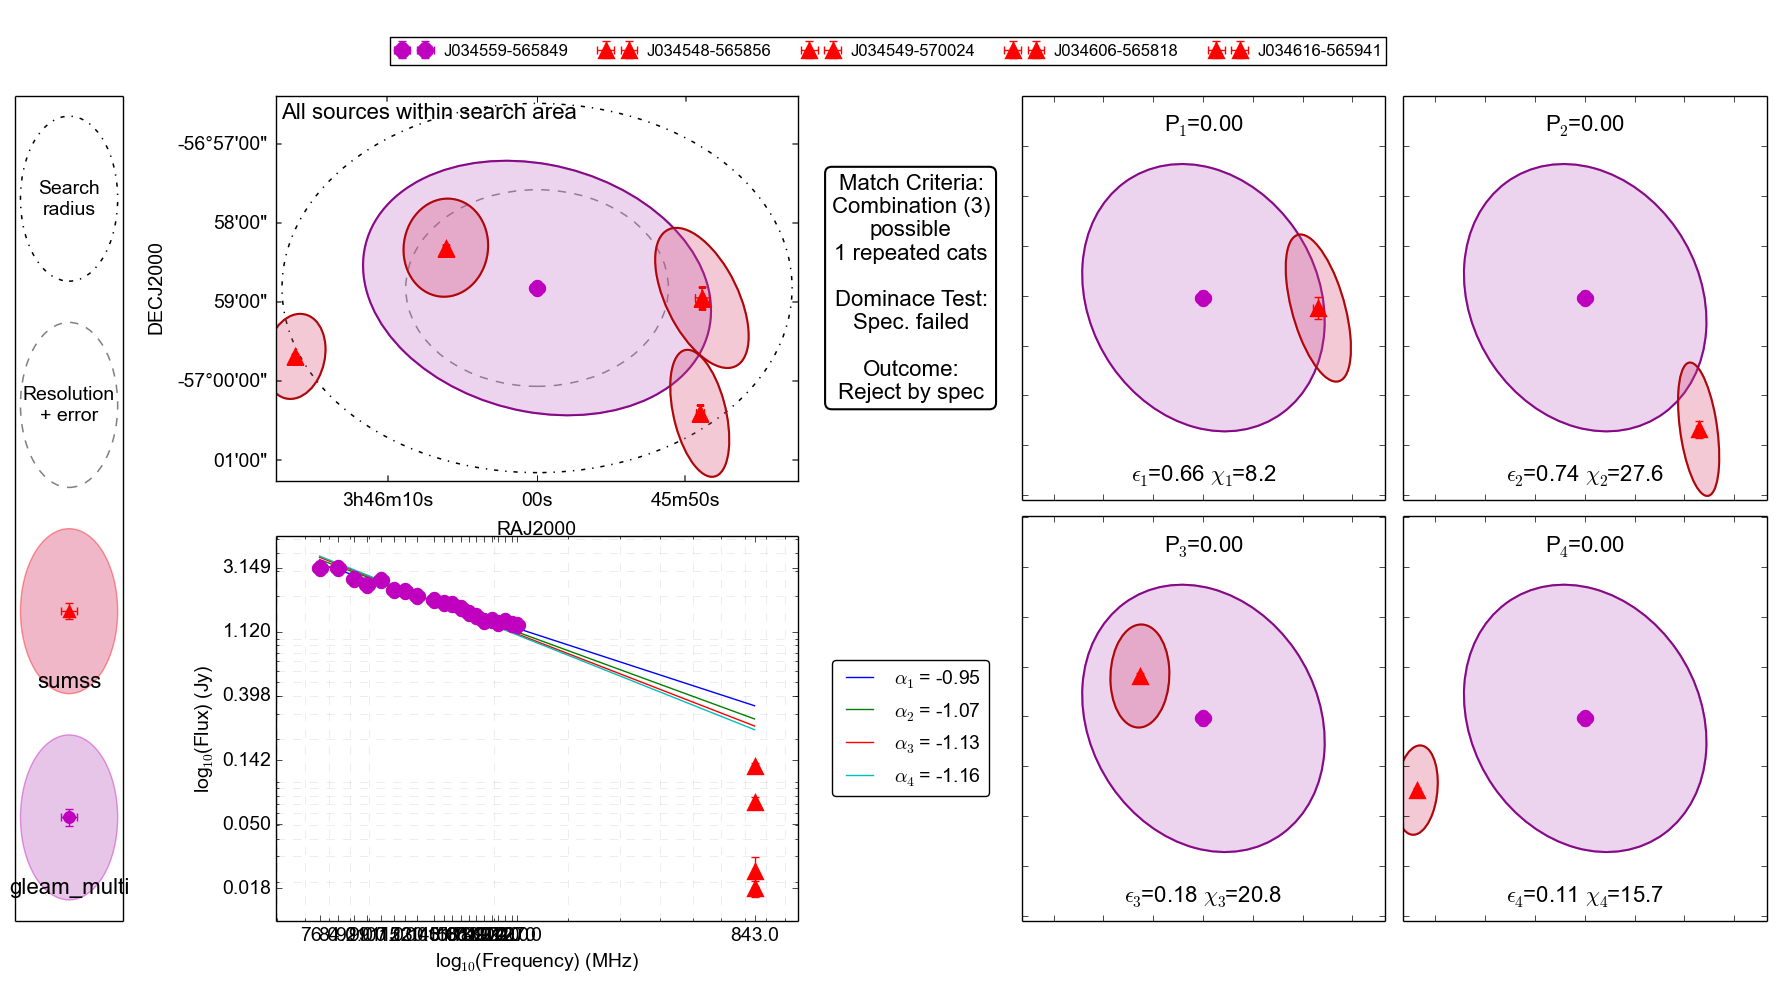 J034559-565849
J034548-565856
J034549-570024
J034606-565818
J034616-565941
Search
radius
Resolution
+ error
sumss
gleam_multi
All sources within search area
DECJ2000
-56°57'00"
58'00"
59'00"
-57°00'00"
01'00"
3h46m10s
00s
45m50s
RAJ2000
Match Criteria:
Combination (3)
possible
1 repeated cats
Dominace Test:
Spec. failed
Outcome:
Reject by spec
P1=0.00
ϵ1=0.66 χ1=8.2
P2=0.00
ϵ2=0.74 χ2=27.6
P3=0.00
ϵ3=0.18 χ3=20.8
P4=0.00
ϵ4=0.11 χ4=15.7
log10(Flux) (Jy)
3.149
1.120
0.398
0.142
0.050
0.018
843.0
log10(Frequency) (MHz)
α1 = -0.95
α2 = -1.07
α3 = -1.13
α4 = -1.16